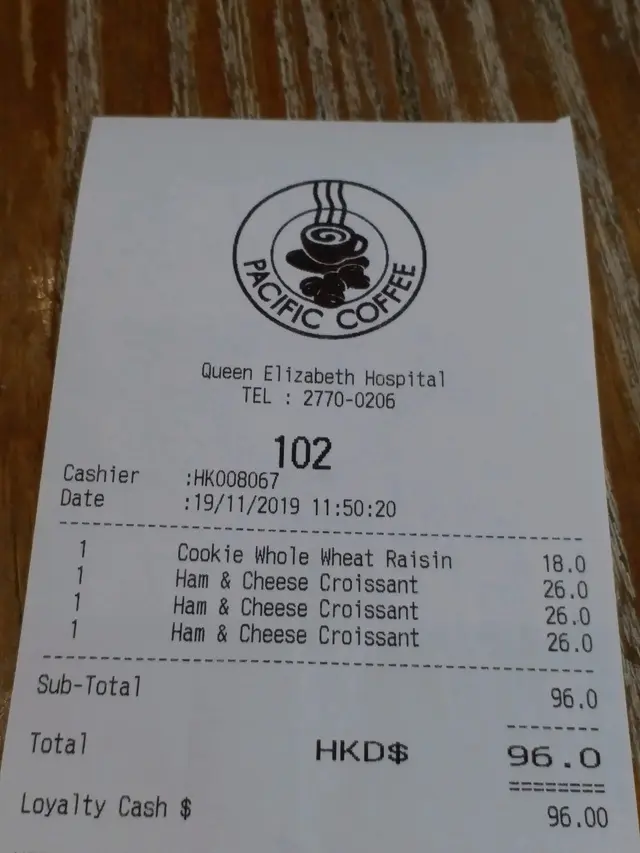 PACIFIC COFFEE
Queen Elizabeth Hospital
TEL : 2770-0206
102
Cashier :HK008067
Date :19/11/2019 11:50:20
1 Cookie Whole Wheat Raisin 18.0
1 Ham & Cheese Croissant 26.0
1 Ham & Cheese Croissant 26.0
1 Ham & Cheese Croissant 26.0
Sub-Total 96.0
Total HKD$ 96.0
Loyalty Cash $ 96.00